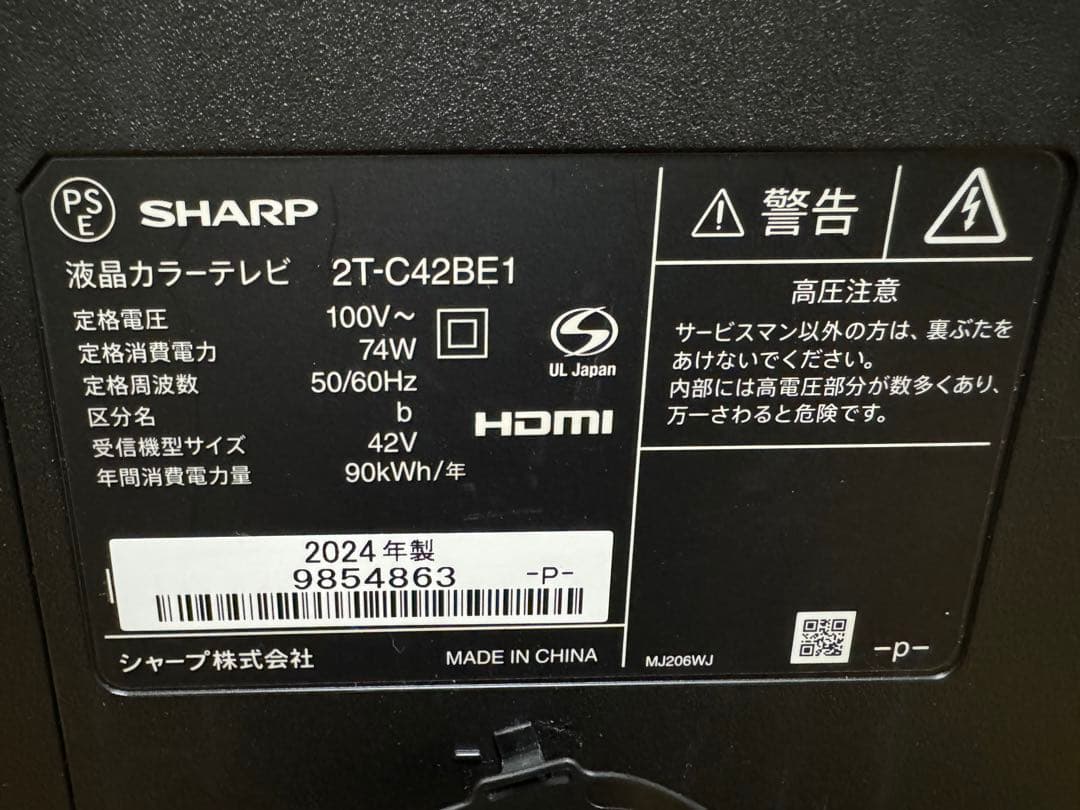 PSE
SHARP
液晶カラーテレビ 2T-C42BE1
定格電圧 100V～
定格消費電力 74W
定格周波数 50/60Hz
区分名 b
受信機型サイズ 42V
年間消費電力量 90kWh/年
UL Japan
HDMI
2024年製
9854863 -P-
シャープ株式会社 MADE IN CHINA
警告
高圧注意
サービスマン以外の方は、裏ぶたを
あけないでください。
内部には高電圧部分が数多くあり、
万一さわると危険です。
MJ206WJ -p-